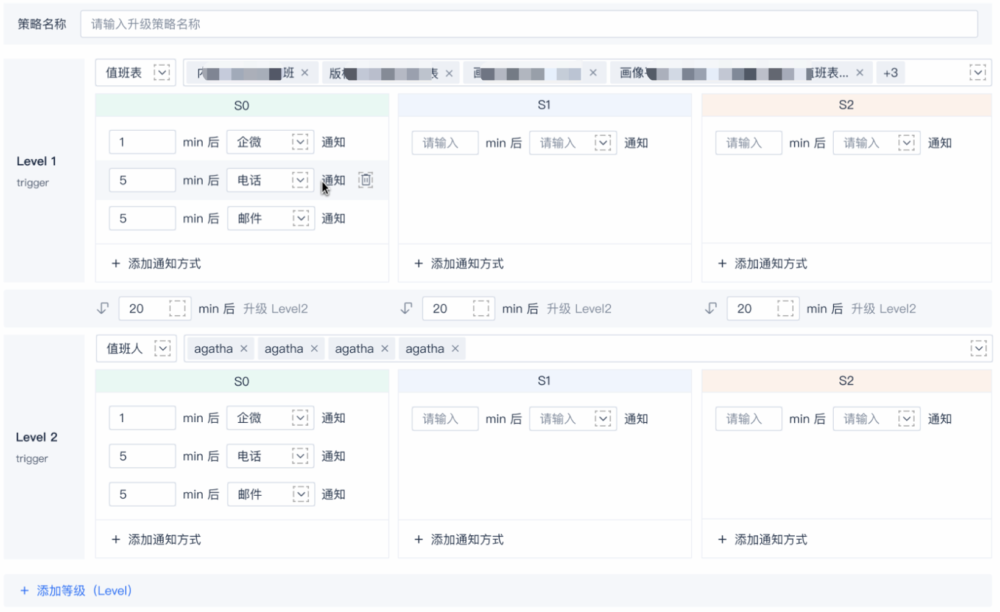 策略名称 请输入升级策略名称
值班表 班 × 版 表 × 画 × 画像 值班表... × +3
S0 S1 S2
1 min 后 企微 通知 请输入 min 后 请输入 通知 请输入 min 后 请输入 通知
Level 1
5 min 后 电话 通知
trigger
5 min 后 邮件 通知
+ 添加通知方式 + 添加通知方式 + 添加通知方式
20 min 后 升级 Level2 20 min 后 升级 Level2 20 min 后 升级 Level2
值班人 agatha × agatha × agatha × agatha ×
S0 S1 S2
1 min 后 企微 通知 请输入 min 后 请输入 通知 请输入 min 后 请输入 通知
Level 2
5 min 后 电话 通知
trigger
5 min 后 邮件 通知
+ 添加通知方式 + 添加通知方式 + 添加通知方式
+ 添加等级（Level）